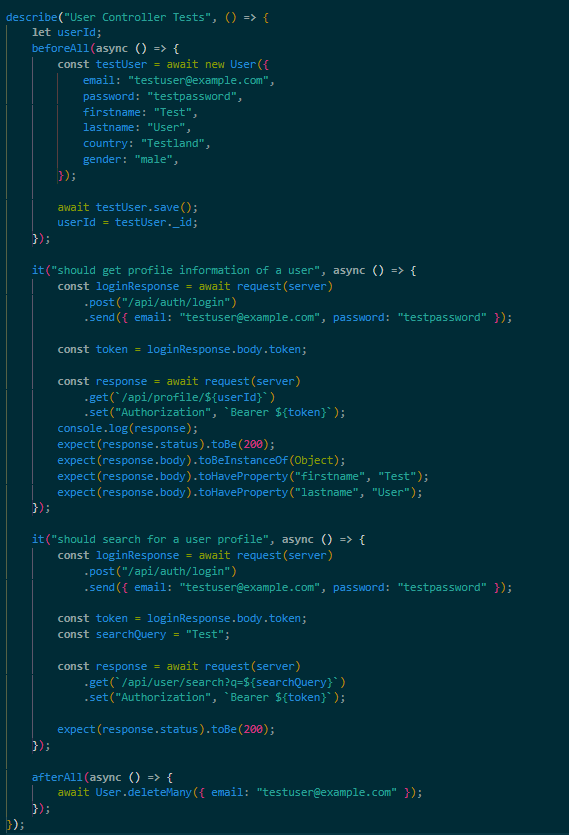 describe("User Controller Tests", () => {
    let userId;
    beforeAll(async () => {
        const testUser = await new User({
            email: "testuser@example.com",
            password: "testpassword",
            firstname: "Test",
            lastname: "User",
            country: "Testland",
            gender: "male",
        });

        await testUser.save();
        userId = testUser._id;
    });

    it("should get profile information of a user", async () => {
        const loginResponse = await request(server)
            .post("/api/auth/login")
            .send({ email: "testuser@example.com", password: "testpassword" });

        const token = loginResponse.body.token;

        const response = await request(server)
            .get(`/api/profile/${userId}`)
            .set("Authorization", `Bearer ${token}`);
        console.log(response);
        expect(response.status).toBe(200);
        expect(response.body).toBeInstanceOf(Object);
        expect(response.body).toHaveProperty("firstname", "Test");
        expect(response.body).toHaveProperty("lastname", "User");
    });

    it("should search for a user profile", async () => {
        const loginResponse = await request(server)
            .post("/api/auth/login")
            .send({ email: "testuser@example.com", password: "testpassword" });

        const token = loginResponse.body.token;
        const searchQuery = "Test";

        const response = await request(server)
            .get(`/api/user/search?q=${searchQuery}`)
            .set("Authorization", `Bearer ${token}`);

        expect(response.status).toBe(200);
    });

    afterAll(async () => {
        await User.deleteMany({ email: "testuser@example.com" });
    });
});